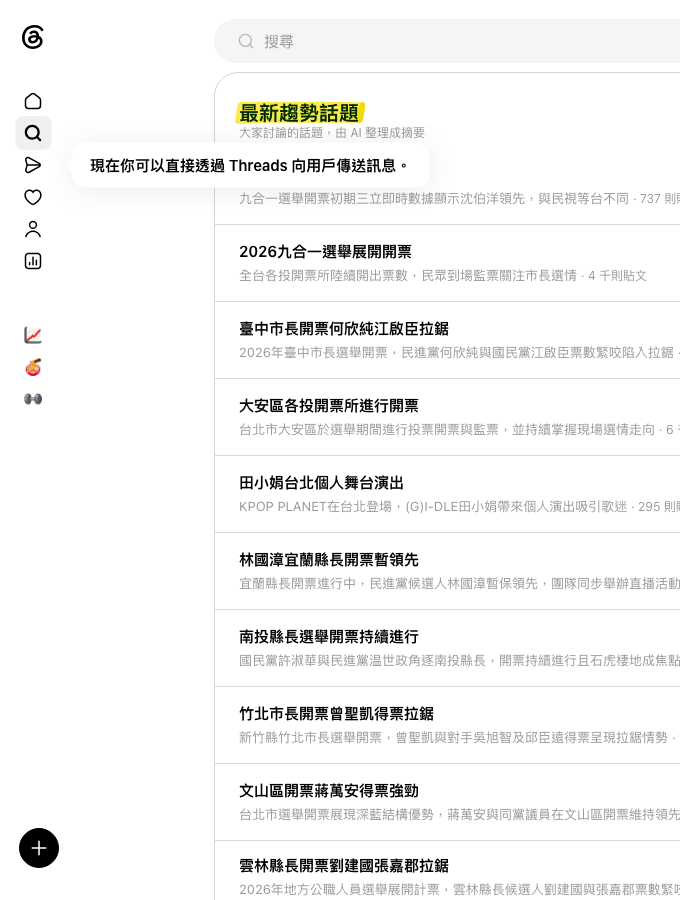 搜尋
最新趨勢話題
大家討論的話題，由 AI 整理成摘要
現在你可以直接透過 Threads 向用戶傳送訊息。
九合一選舉開票初期三立即時數據顯示沈伯洋領先，與民視等台不同 · 737 則
2026九合一選舉展開開票
全台各投開票所陸續開出票數，民眾到場監票關注市長選情 · 4 千則貼文
臺中市長開票何欣純江啟臣拉鋸
2026年臺中市長選舉開票，民進黨何欣純與國民黨江啟臣票數緊咬陷入拉鋸 ·
大安區各投開票所進行開票
台北市大安區於選舉期間進行投票開票與監票，並持續掌握現場選情走向 · 6
田小娟台北個人舞台演出
KPOP PLANET在台北登場，(G)I-DLE田小娟帶來個人演出吸引歌迷 · 295 則
林國漳宜蘭縣長開票暫領先
宜蘭縣長開票進行中，民進黨候選人林國漳暫保領先，團隊同步舉辦直播活動
南投縣長選舉開票持續進行
國民黨許淑華與民進黨温世政角逐南投縣長，開票持續進行且石虎棲地成焦點
竹北市長開票曾聖凱得票拉鋸
新竹縣竹北市長選舉開票，曾聖凱與對手吳旭智及邱臣遠得票呈現拉鋸情勢 ·
文山區開票蔣萬安得票強勁
台北市選舉開票展現深藍結構優勢，蔣萬安與同黨議員在文山區開票維持領先
雲林縣長開票劉建國張嘉郡拉鋸
2026年地方公職人員選舉展開計票，雲林縣長候選人劉建國與張嘉郡票數緊